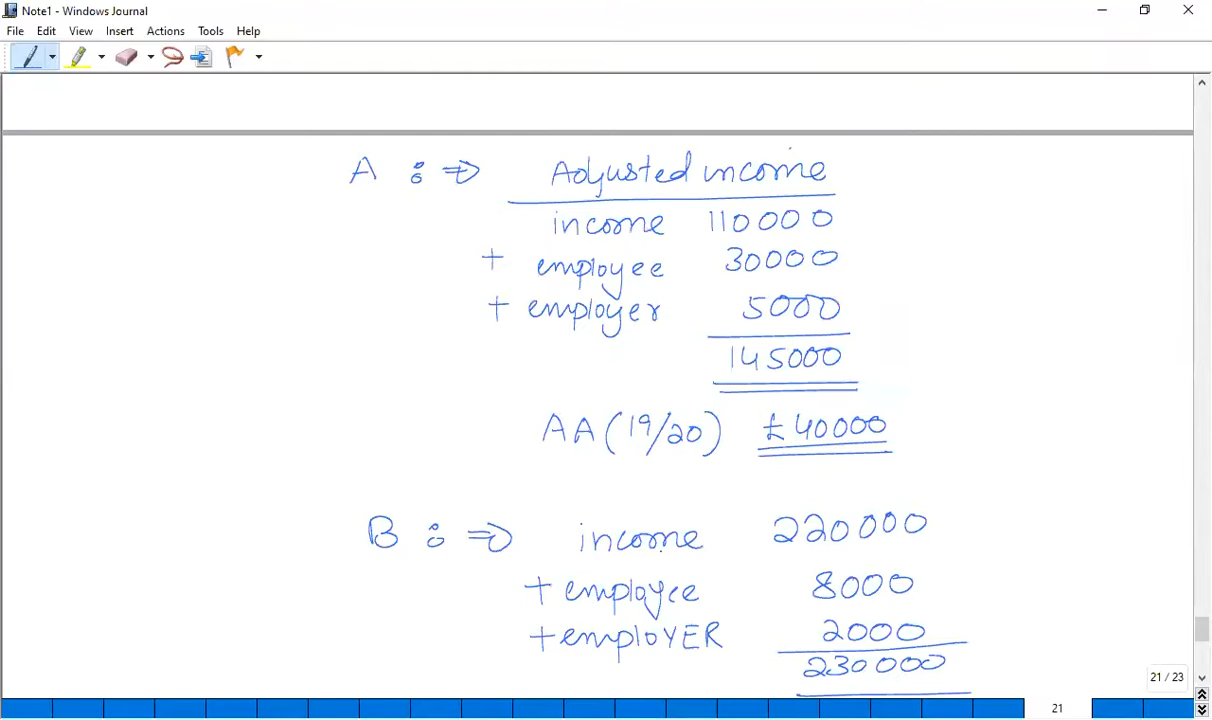 Note1 - Windows Journal
File Edit View Insert Actions Tools Help
A : ⇒ Adjusted income
income 110000
+ employee 30000
+ employer 5000
145000
AA (19/20) £40000
B : ⇒ income 220000
+ employee 8000
+ emploYER 2000
230000
21 / 23
21